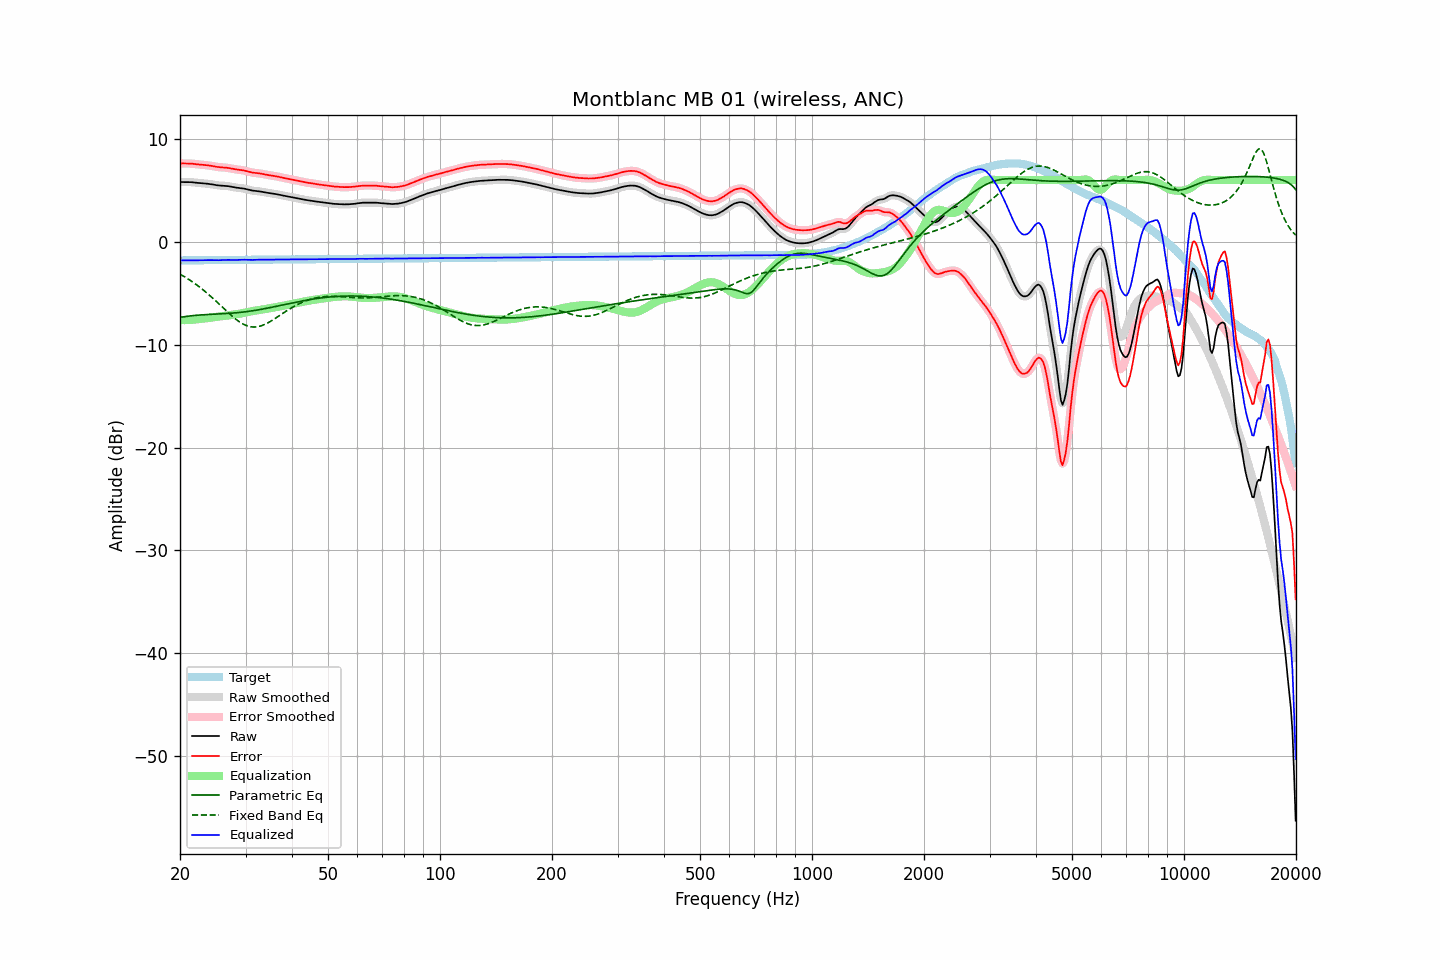 Montblanc MB 01 (wireless, ANC)
10
0
−10
−20
−30
−40
−50
Amplitude (dBr)
Target
Raw Smoothed
Error Smoothed
Raw
Error
Equalization
Parametric Eq
Fixed Band Eq
Equalized
20
50
100
200
500
1000
2000
5000
10000
20000
Frequency (Hz)